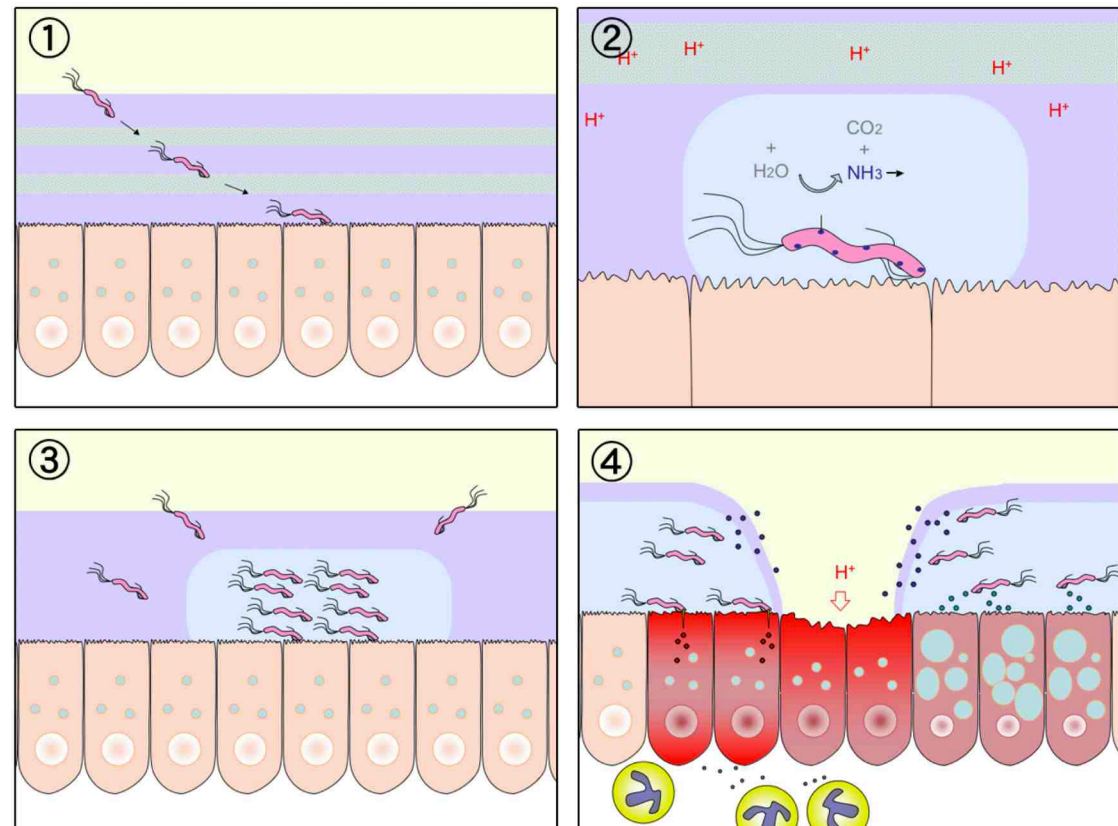 ①
②
H⁺ H⁺ H⁺ H⁺
H⁺ H⁺
CO₂
+ +
H₂O NH₃
③
④
H⁺